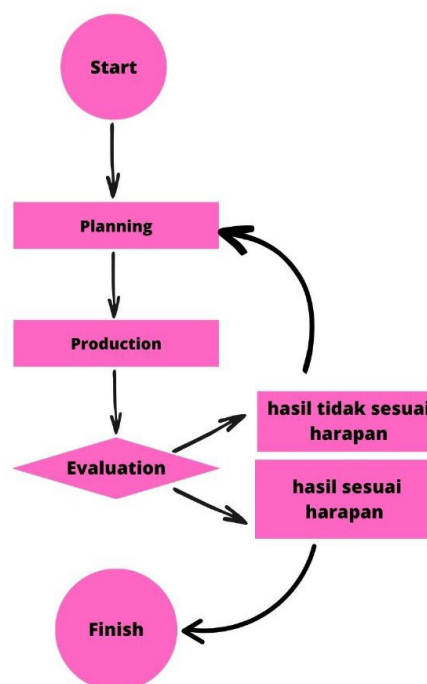 Start
Planning
Production
hasil tidak sesuai
harapan
Evaluation
hasil sesuai
harapan
Finish